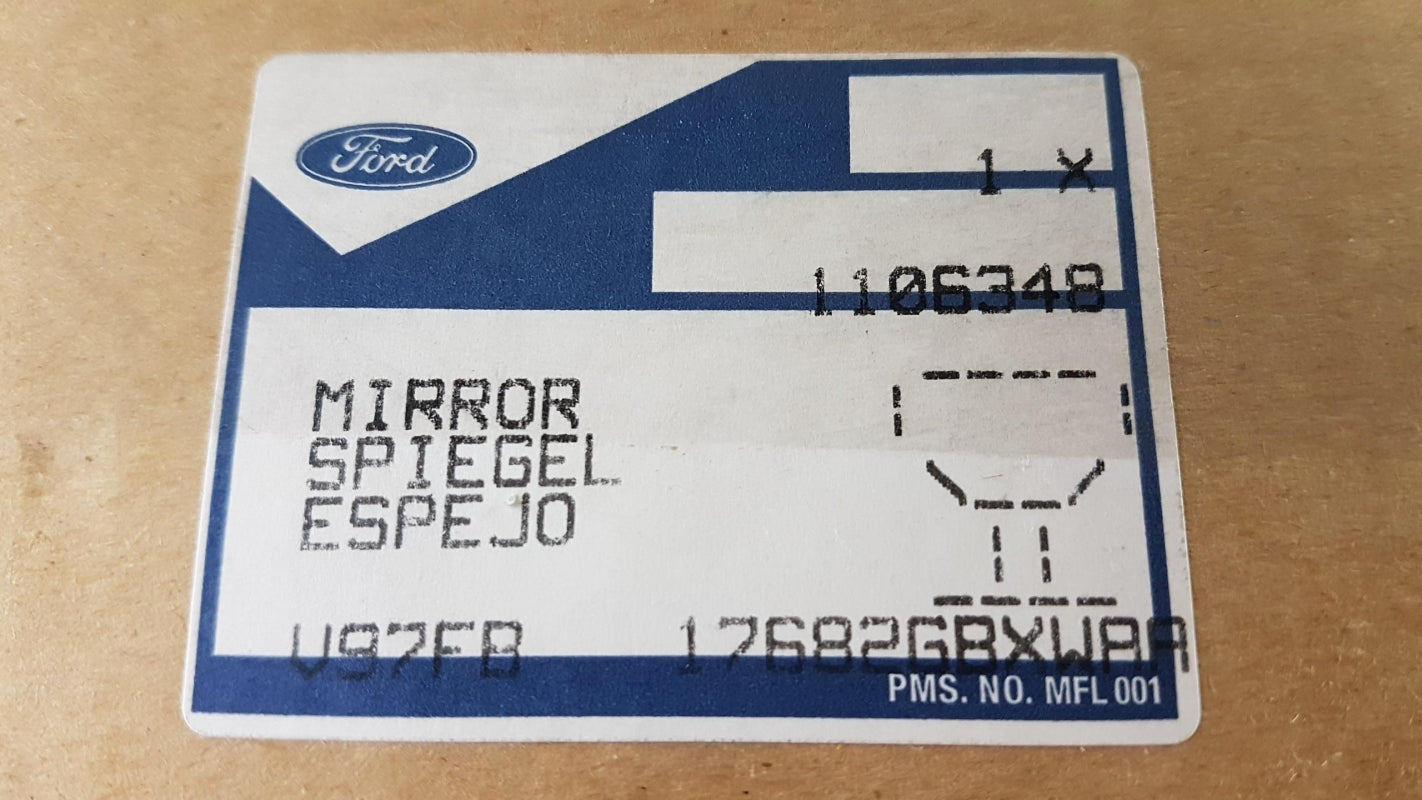 Ford
1 X
1106348
MIRROR
SPIEGEL
ESPEJO
V97FB 17682GBXWAA
PMS. NO. MFL 001